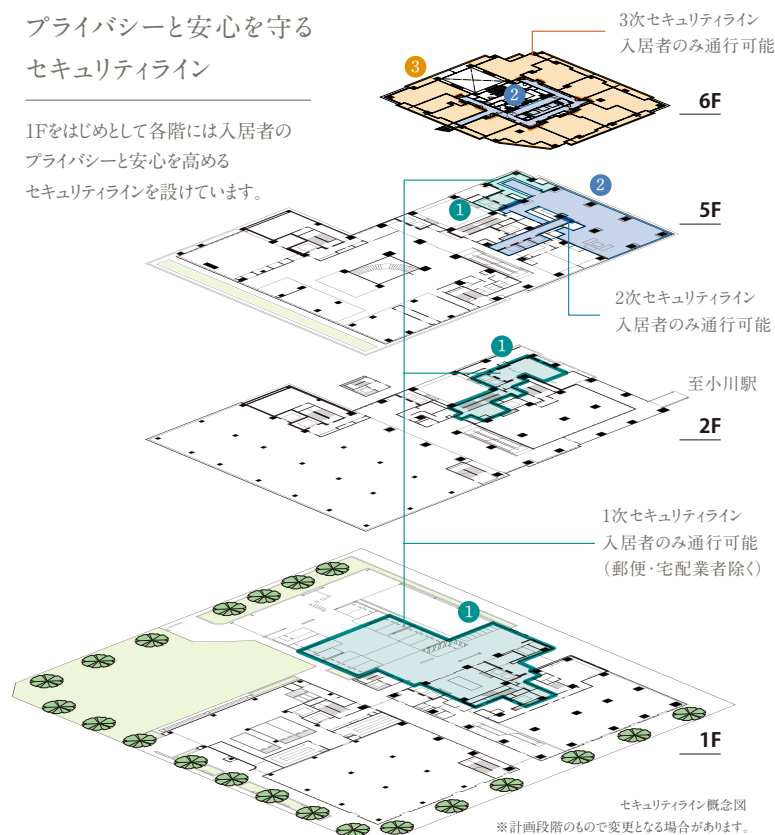 プライバシーと安心を守る
セキュリティライン
1Fをはじめとして各階には入居者の
プライバシーと安心を高める
セキュリティラインを設けています。
3次セキュリティライン
入居者のみ通行可能
3
2
6F
2
1
5F
2次セキュリティライン
入居者のみ通行可能
1
至小川駅
2F
1次セキュリティライン
入居者のみ通行可能
(郵便・宅配業者除く)
1
1F
セキュリティライン概念図
※計画段階のもので変更となる場合があります。